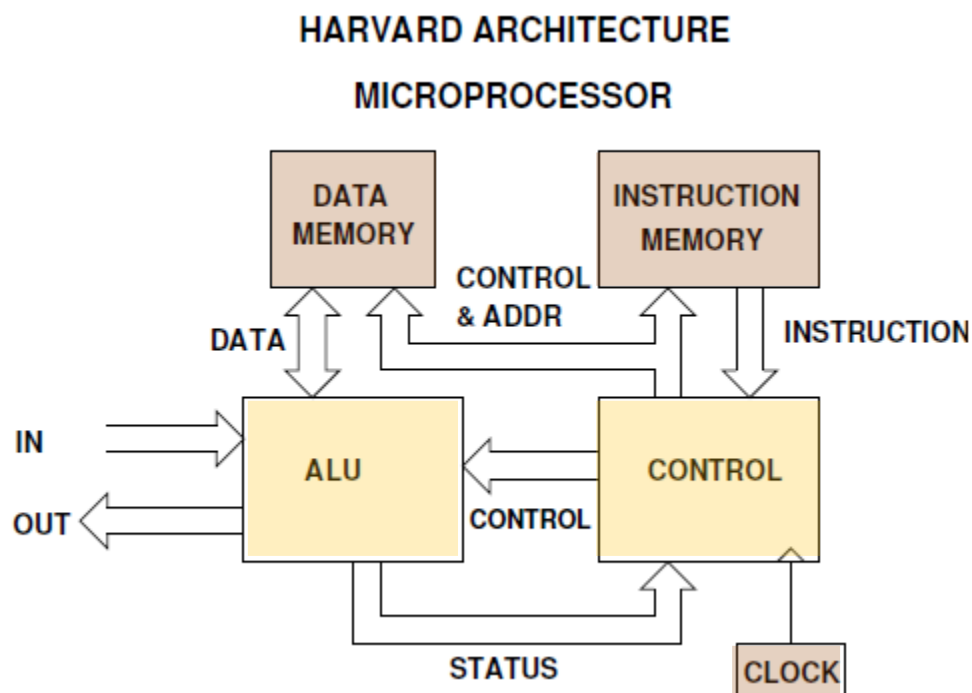 HARVARD ARCHITECTURE
MICROPROCESSOR
DATA
MEMORY
INSTRUCTION
MEMORY
CONTROL
& ADDR
DATA
INSTRUCTION
IN
ALU
CONTROL
OUT
CONTROL
STATUS
CLOCK